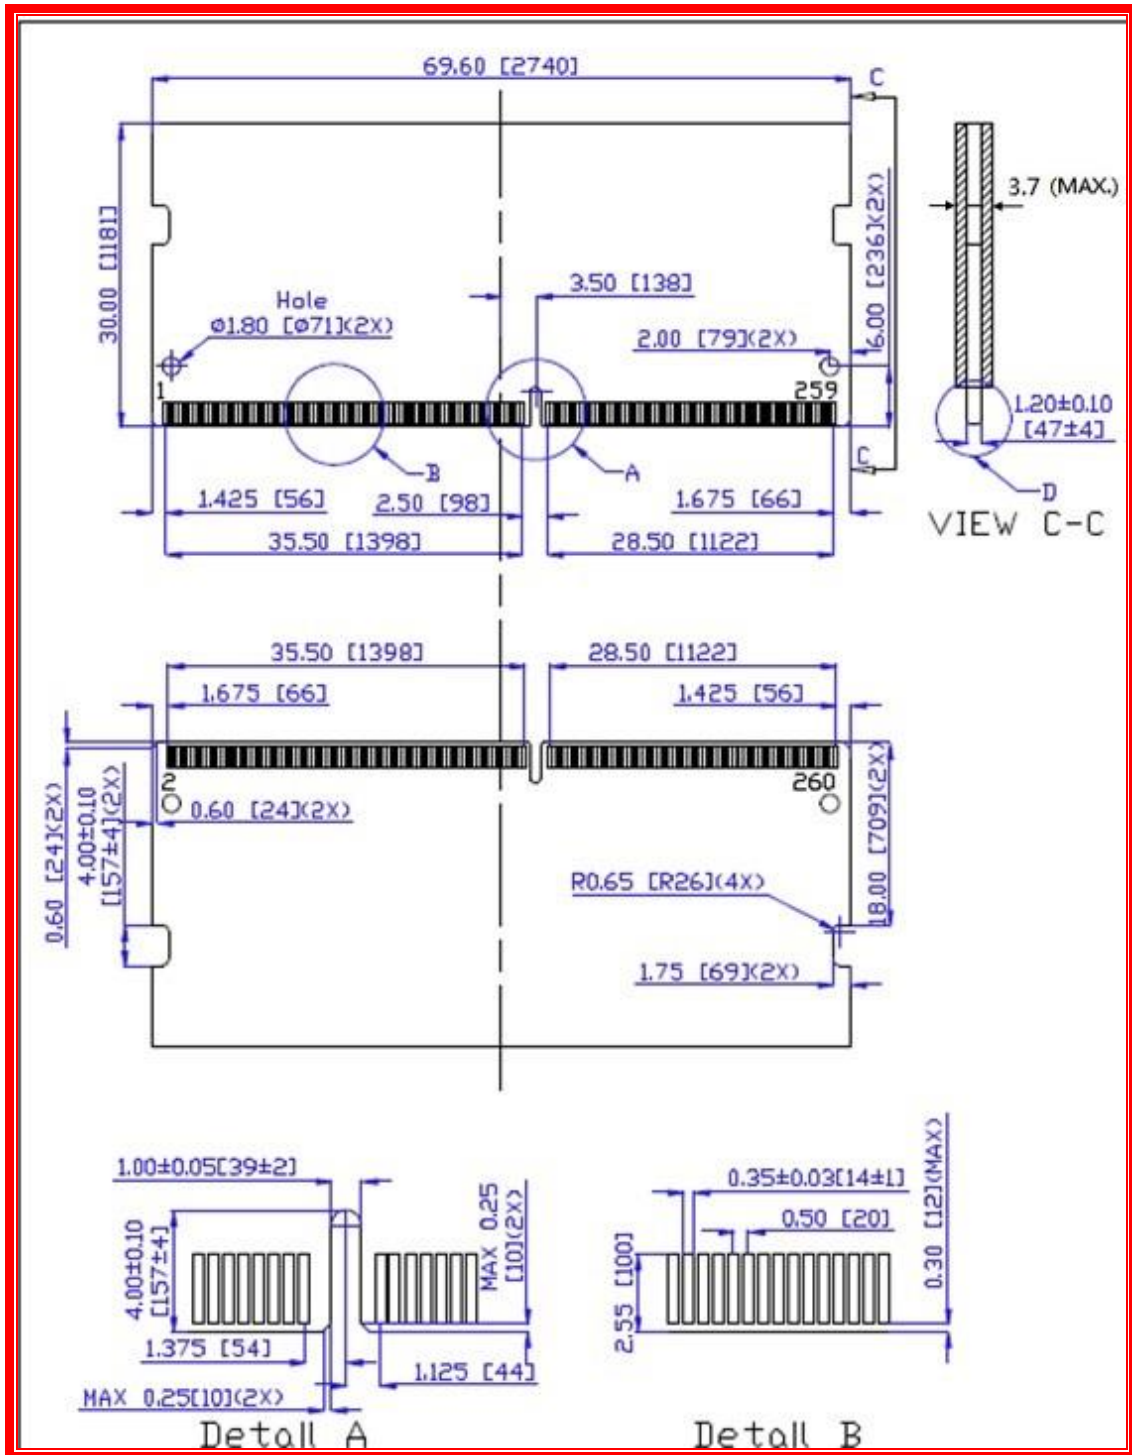 69.60 [2740]
C
30.00 [1181]
3.7 (MAX.)
6.00 [236](2X)
3.50 [138]
Hole
Ø1.80 [Ø71](2X)
2.00 [79](2X)
1
259
1.20±0.10
[47±4]
B
A
C
D
1.425 [56]
2.50 [98]
1.675 [66]
VIEW C-C
35.50 [1398]
28.50 [1122]
35.50 [1398]
28.50 [1122]
1.675 [66]
1.425 [56]
2
260
0.60 [24](2X)
0.60 [24](2X)
4.00±0.10
[157±4](2X)
18.00 [709](2X)
R0.65 [R26](4X)
1.75 [69](2X)
1.00±0.05[39±2]
4.00±0.10
[157±4]
MAX 0.25
[10](2X)
1.375 [54]
1.125 [44]
MAX 0.25[10](2X)
Detail A
0.35±0.03[14±1]
0.50 [20]
2.55 [100]
0.30 [12](MAX)
Detail B